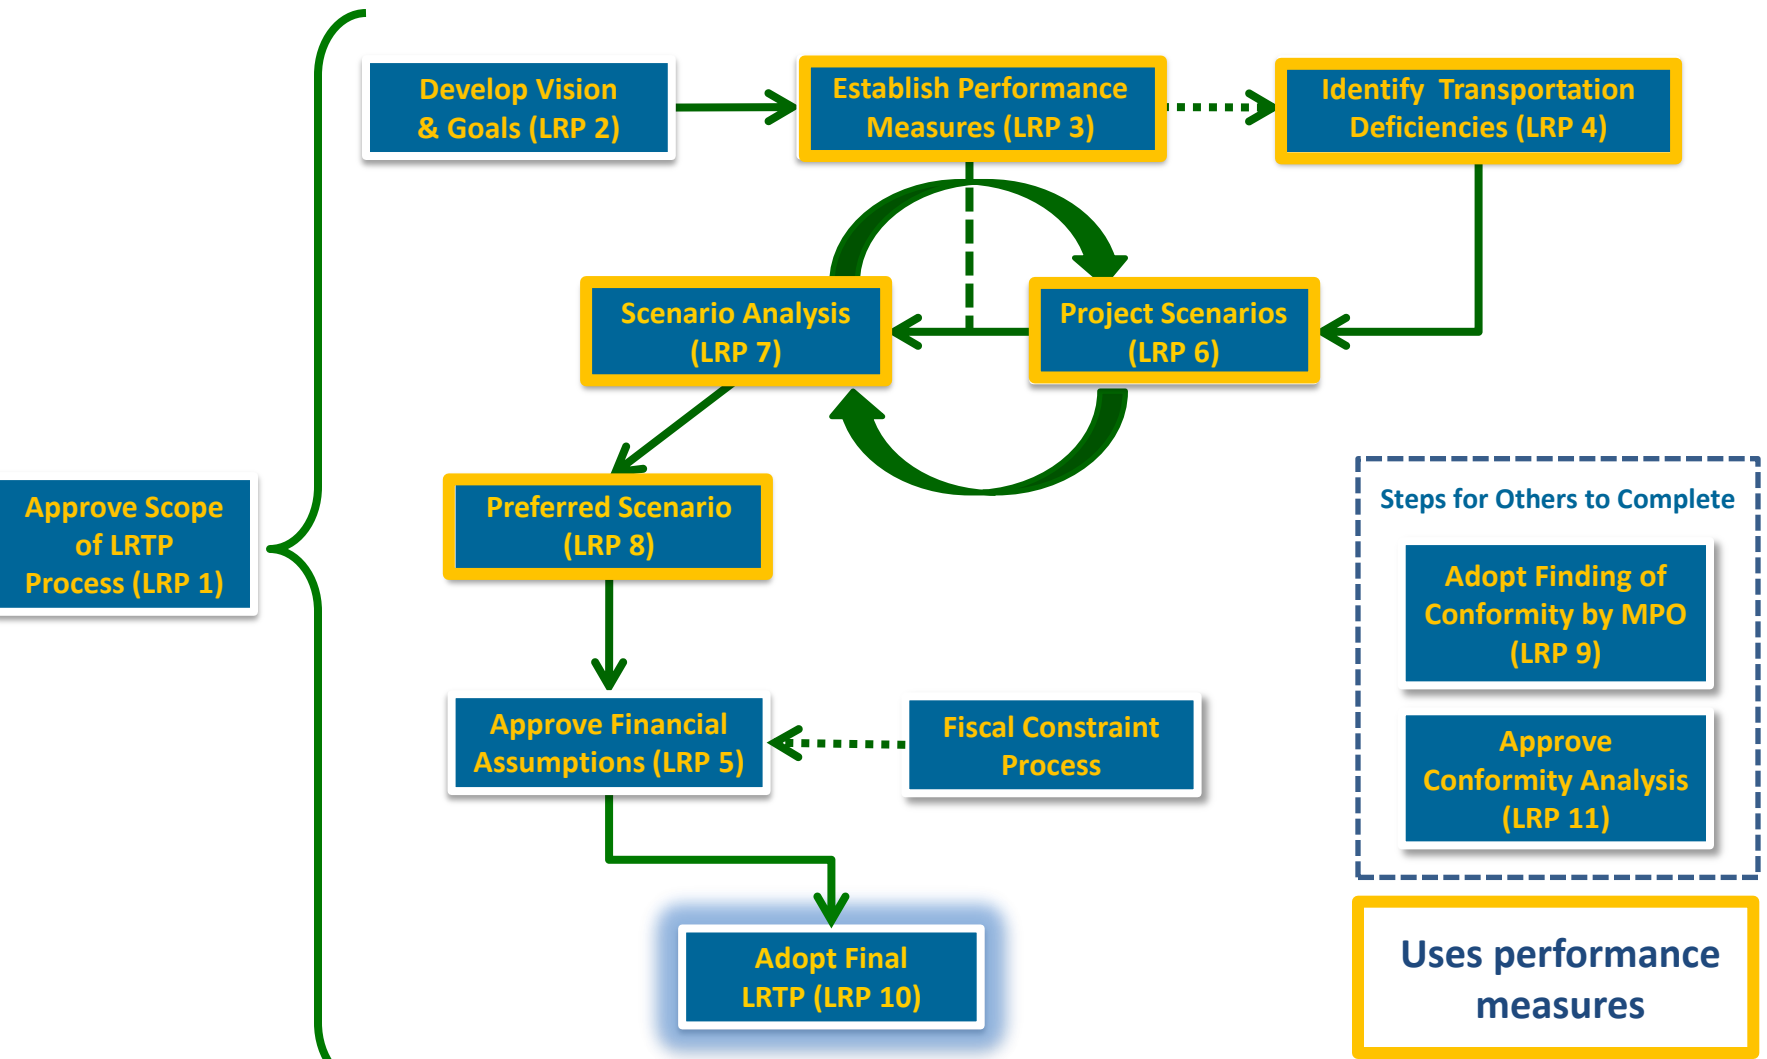 Develop Vision
& Goals (LRP 2)
Establish Performance
Measures (LRP 3)
Identify Transportation
Deficiencies (LRP 4)
Scenario Analysis
(LRP 7)
Project Scenarios
(LRP 6)
Approve Scope
of LRTP
Process (LRP 1)
Preferred Scenario
(LRP 8)
Approve Financial
Assumptions (LRP 5)
Fiscal Constraint
Process
Adopt Final
LRTP (LRP 10)
Steps for Others to Complete
Adopt Finding of
Conformity by MPO
(LRP 9)
Approve
Conformity Analysis
(LRP 11)
Uses performance
measures